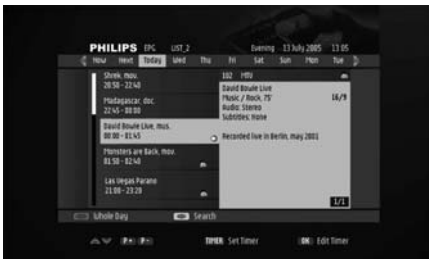 PHILIPS EPG LIST_2 Evening 13 July 2005 13 05
Now Next Today Wed Thu Fri Sat Sun Mon Tue
Shrek, mov.
20:50 - 22:40
Madagascar, doc.
22:45 - 00:00
David Bowie Live, mus.
00:00 - 01:45
Monsters are Back, mov.
01:50 - 02:40
Las Vegas Parano
21:00 - 23:20
102 MTV
David Bowie Live
Music / Rock, 75' 16/9
Audio: Stereo
Subtitles: None
Recorded live in Berlin, may 2001
1/1
Whole Day Search
P+ P- TIMER Set Timer OK Edit Timer